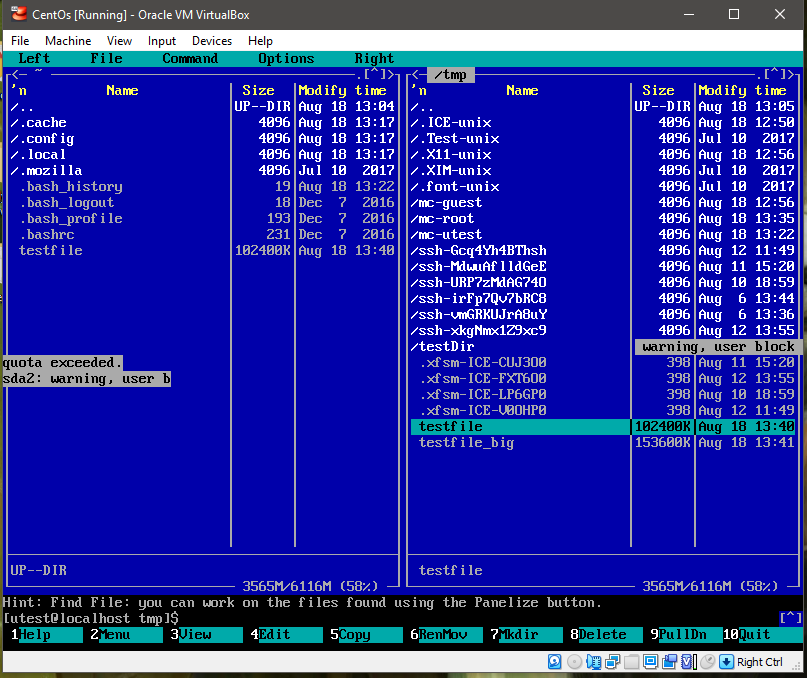 CentOs [Running] - Oracle VM VirtualBox
File Machine View Input Devices Help
Left File Command Options Right
<- ~ .[^]>
'n Name Size Modify time
/.. UP--DIR Aug 18 13:04
/.cache 4096 Aug 18 13:17
/.config 4096 Aug 18 13:17
/.local 4096 Aug 18 13:17
/.mozilla 4096 Jul 10 2017
.bash_history 19 Aug 18 13:22
.bash_logout 18 Dec 7 2016
.bash_profile 193 Dec 7 2016
.bashrc 231 Dec 7 2016
testfile 102400K Aug 18 13:40
quota exceeded.
sda2: warning, user b
UP--DIR
3565M/6116M (58%)
<- /tmp .[^]>
'n Name Size Modify time
/.. UP--DIR Aug 18 13:05
/.ICE-unix 4096 Aug 18 12:50
/.Test-unix 4096 Jul 10 2017
/.X11-unix 4096 Aug 18 12:56
/.XIM-unix 4096 Jul 10 2017
/.font-unix 4096 Jul 10 2017
/mc-guest 4096 Aug 18 12:56
/mc-root 4096 Aug 18 13:35
/mc-utest 4096 Aug 18 13:22
/ssh-Gcq4Yh4BThsh 4096 Aug 12 11:49
/ssh-MdwuAflldGeE 4096 Aug 11 15:20
/ssh-URP7zMdAG74O 4096 Aug 10 18:59
/ssh-irFp7Qv7bRC8 4096 Aug 6 13:44
/ssh-vmGRKUJrA8uY 4096 Aug 6 13:36
/ssh-xkgNmx1Z9xc9 4096 Aug 12 13:55
/testDir warning, user block
.xfsm-ICE-CUJ3O0 398 Aug 11 15:20
.xfsm-ICE-FXT6O0 398 Aug 12 13:55
.xfsm-ICE-LP6GP0 398 Aug 10 18:59
.xfsm-ICE-V0OHP0 398 Aug 12 11:49
testfile 102400K Aug 18 13:40
testfile_big 153600K Aug 18 13:41
testfile
3565M/6116M (58%)
Hint: Find File: you can work on the files found using the Panelize button.
[utest@localhost tmp]$ [^]
1Help 2Menu 3View 4Edit 5Copy 6RenMov 7Mkdir 8Delete 9PullDn 10Quit
Right Ctrl